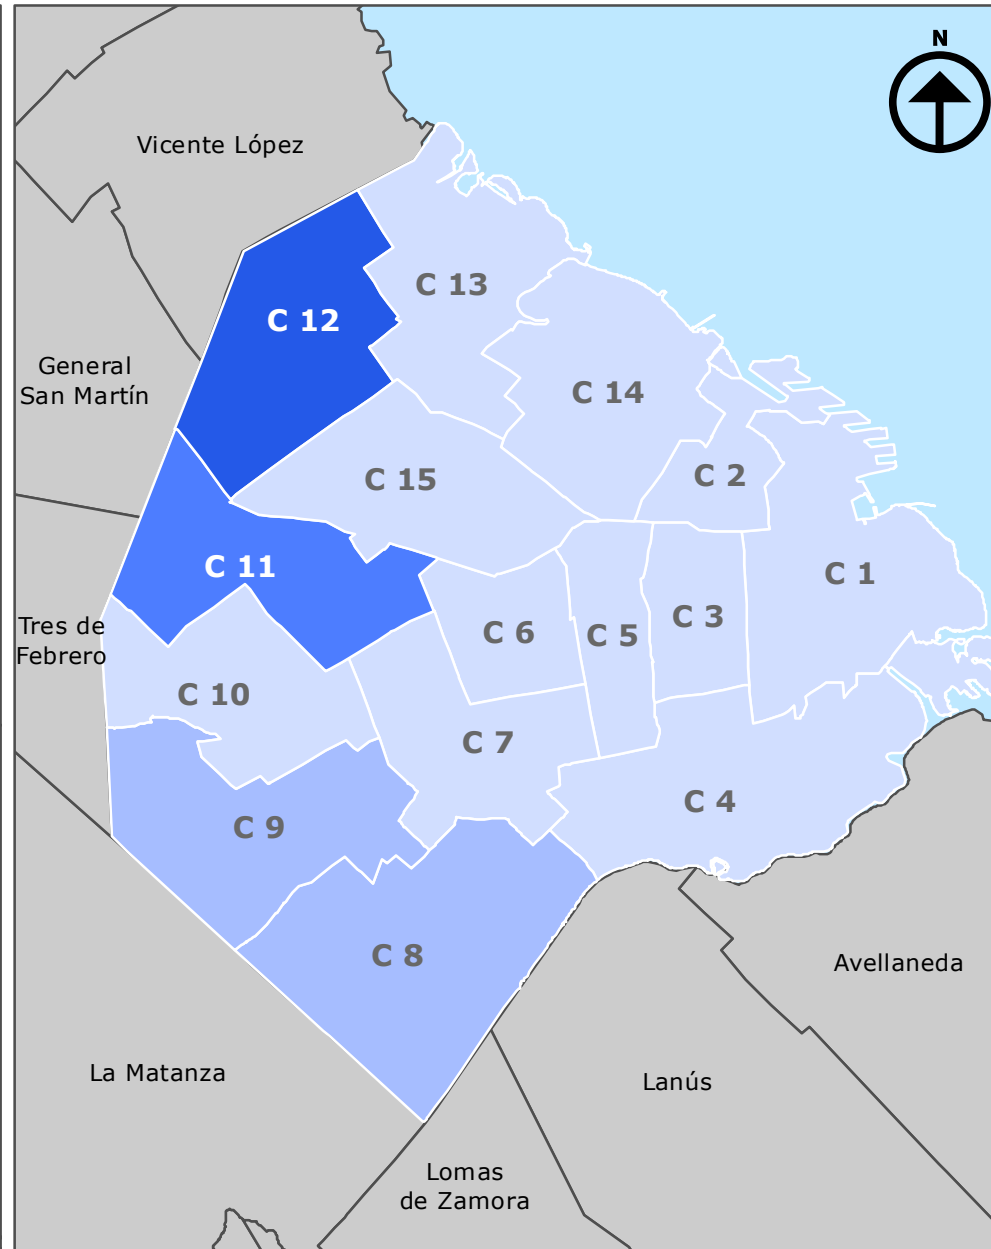 N
Vicente López
C 13
C 12
General
San Martín
C 14
C 15
C 2
C 11
C 1
C 3
Tres de
Febrero
C 6
C 5
C 10
C 7
C 4
C 9
C 8
Avellaneda
La Matanza
Lanús
Lomas
de Zamora